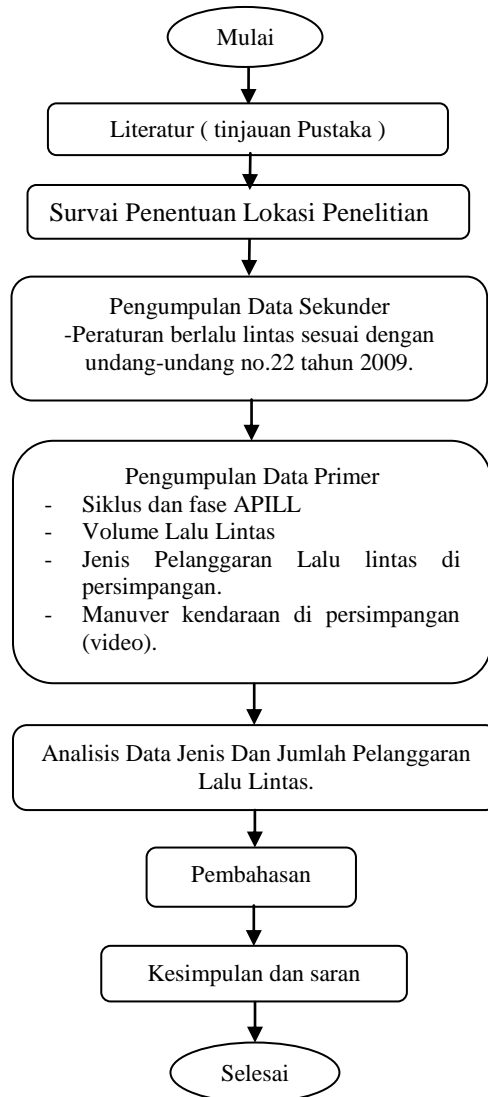 Mulai
Literatur ( tinjauan Pustaka )
Survai Penentuan Lokasi Penelitian
Pengumpulan Data Sekunder
-Peraturan berlalu lintas sesuai dengan
undang-undang no.22 tahun 2009.
Pengumpulan Data Primer
- Siklus dan fase APILL
- Volume Lalu Lintas
- Jenis Pelanggaran Lalu lintas di
persimpangan.
- Manuver kendaraan di persimpangan
(video).
Analisis Data Jenis Dan Jumlah Pelanggaran
Lalu Lintas.
Pembahasan
Kesimpulan dan saran
Selesai